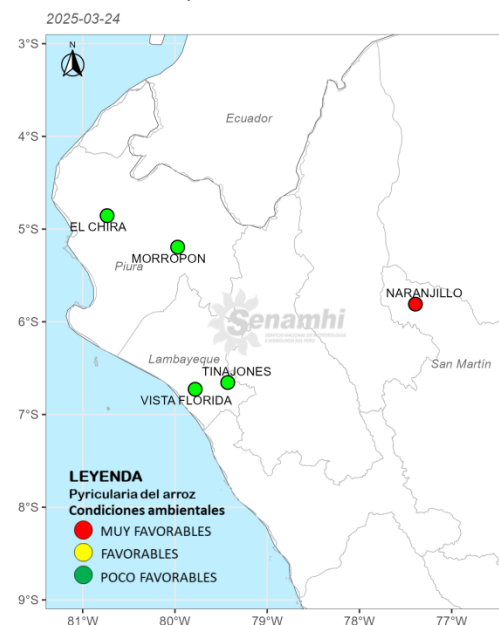 2025-03-24
3°S
N
4°S
Ecuador
5°S
EL CHIRA
MORROPON
Piura
NARANJILLO
6°S
Senamhi
Lambayeque
San Martín
TINAJONES
VISTA FLORIDA
7°S
LEYENDA
Pyricularia del arroz
Condiciones ambientales
8°S
MUY FAVORABLES
FAVORABLES
POCO FAVORABLES
9°S
81°W 80°W 79°W 78°W 77°W